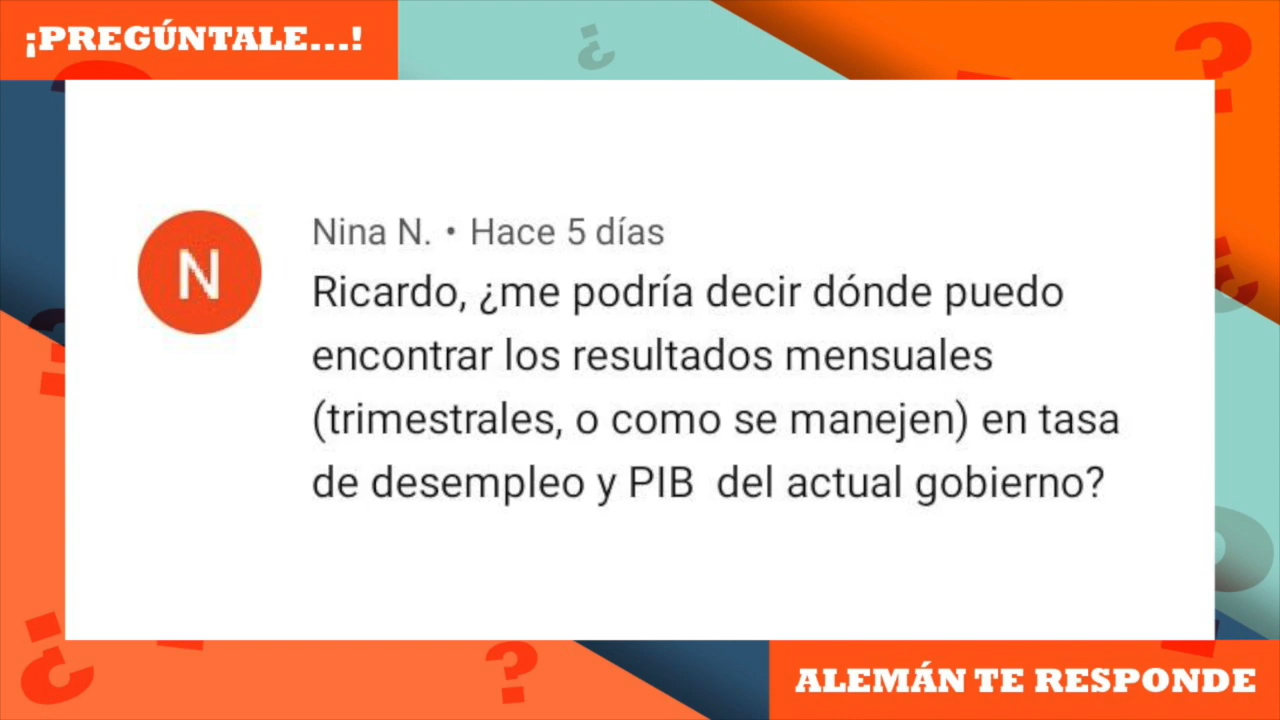 ¡PREGÚNTALE...!
N
Nina N. • Hace 5 días
Ricardo, ¿me podría decir dónde puedo
encontrar los resultados mensuales
(trimestrales, o como se manejen) en tasa
de desempleo y PIB  del actual gobierno?
ALEMÁN TE RESPONDE